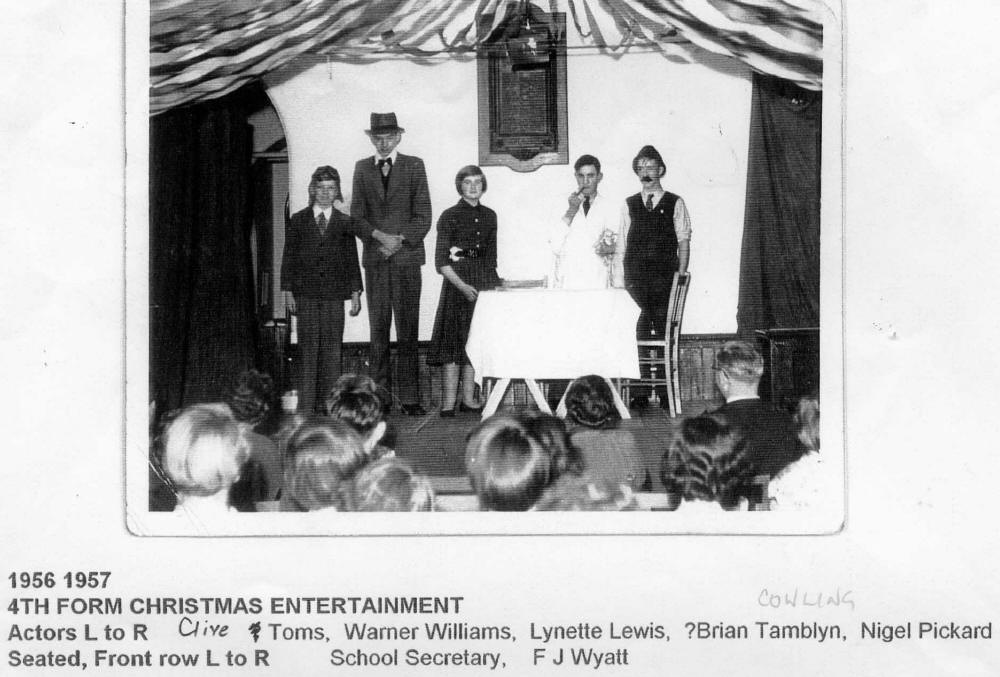 1956 1957
4TH FORM CHRISTMAS ENTERTAINMENT
COWLING
Actors L to R Clive Toms, Warner Williams, Lynette Lewis, ?Brian Tamblyn, Nigel Pickard
Seated, Front row L to R School Secretary, F J Wyatt